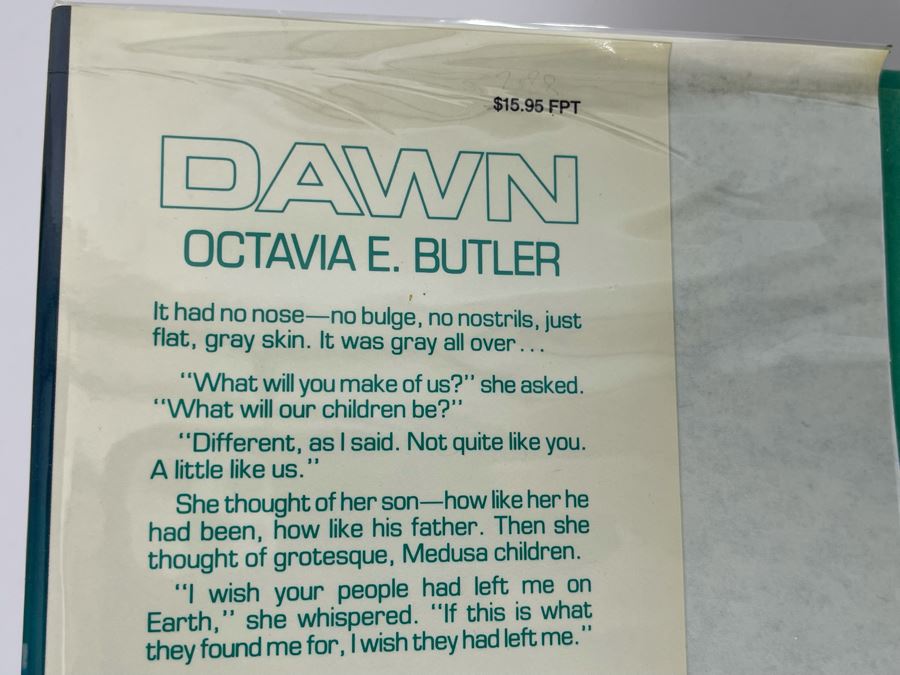 $15.95 FPT
DAWN
OCTAVIA E. BUTLER
It had no nose—no bulge, no nostrils, just
flat, gray skin. It was gray all over...
“What will you make of us?” she asked.
“What will our children be?”
“Different, as I said. Not quite like you.
A little like us.”
She thought of her son—how like her he
had been, how like his father. Then she
thought of grotesque, Medusa children.
“I wish your people had left me on
Earth,” she whispered. “If this is what
they found me for, I wish they had left me.”